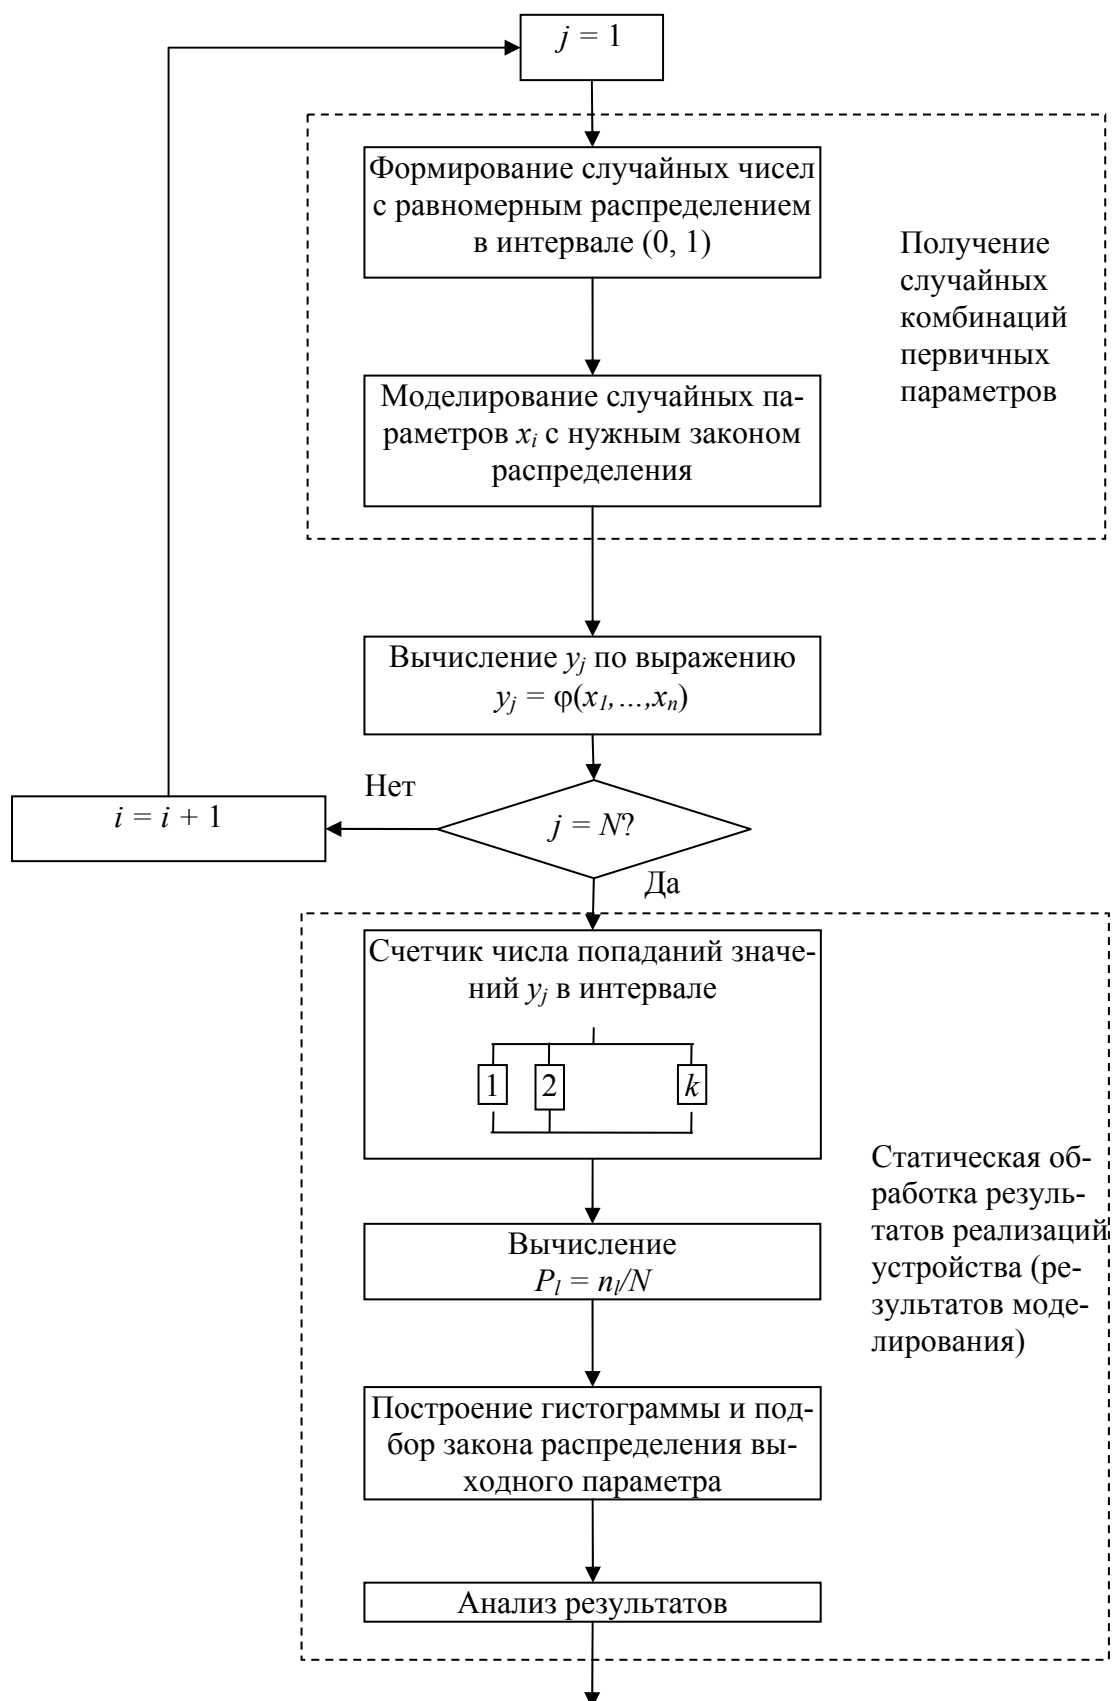 j = 1
Формирование случайных чисел
с равномерным распределением
в интервале (0, 1)
Получение
случайных
комбинаций
первичных
параметров
Моделирование случайных па-
раметров xᵢ с нужным законом
распределения
Вычисление yⱼ по выражению
yⱼ = φ(x₁,...,xₙ)
Нет
i = i + 1
j = N?
Да
Счетчик числа попаданий значе-
ний yⱼ в интервале
1 2 k
Статическая об-
работка резуль-
татов реализаций
устройства (ре-
зультатов моде-
лирования)
Вычисление
Pₗ = nₗ/N
Построение гистограммы и под-
бор закона распределения вы-
ходного параметра
Анализ результатов